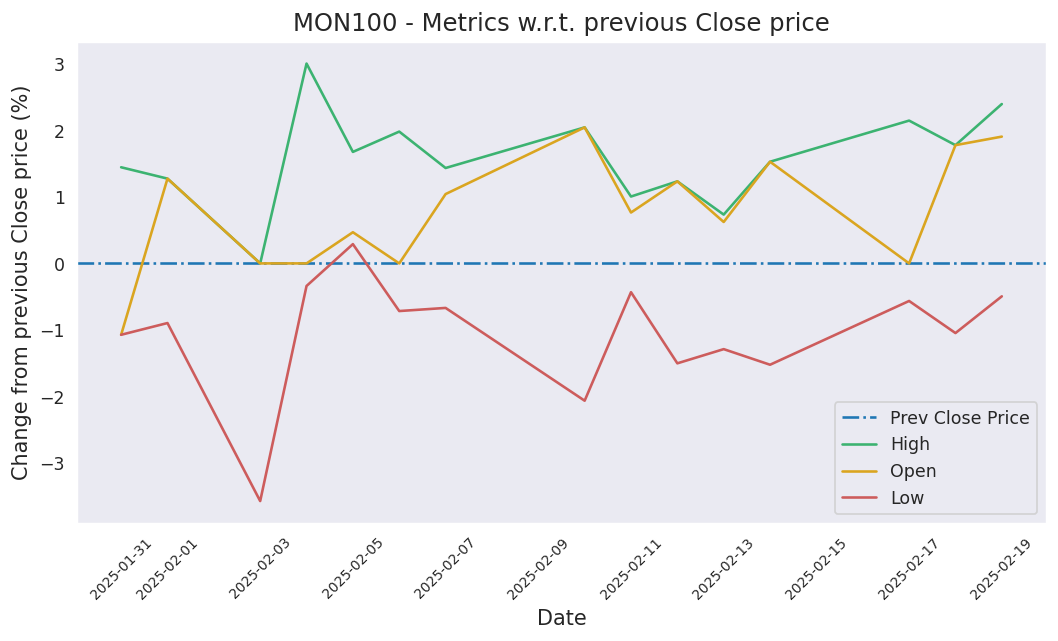 MON100 - Metrics w.r.t. previous Close price
Change from previous Close price (%)
3
2
1
0
−1
−2
−3
Prev Close Price
High
Open
Low
2025-01-31
2025-02-01
2025-02-03
2025-02-05
2025-02-07
2025-02-09
2025-02-11
2025-02-13
2025-02-15
2025-02-17
2025-02-19
Date